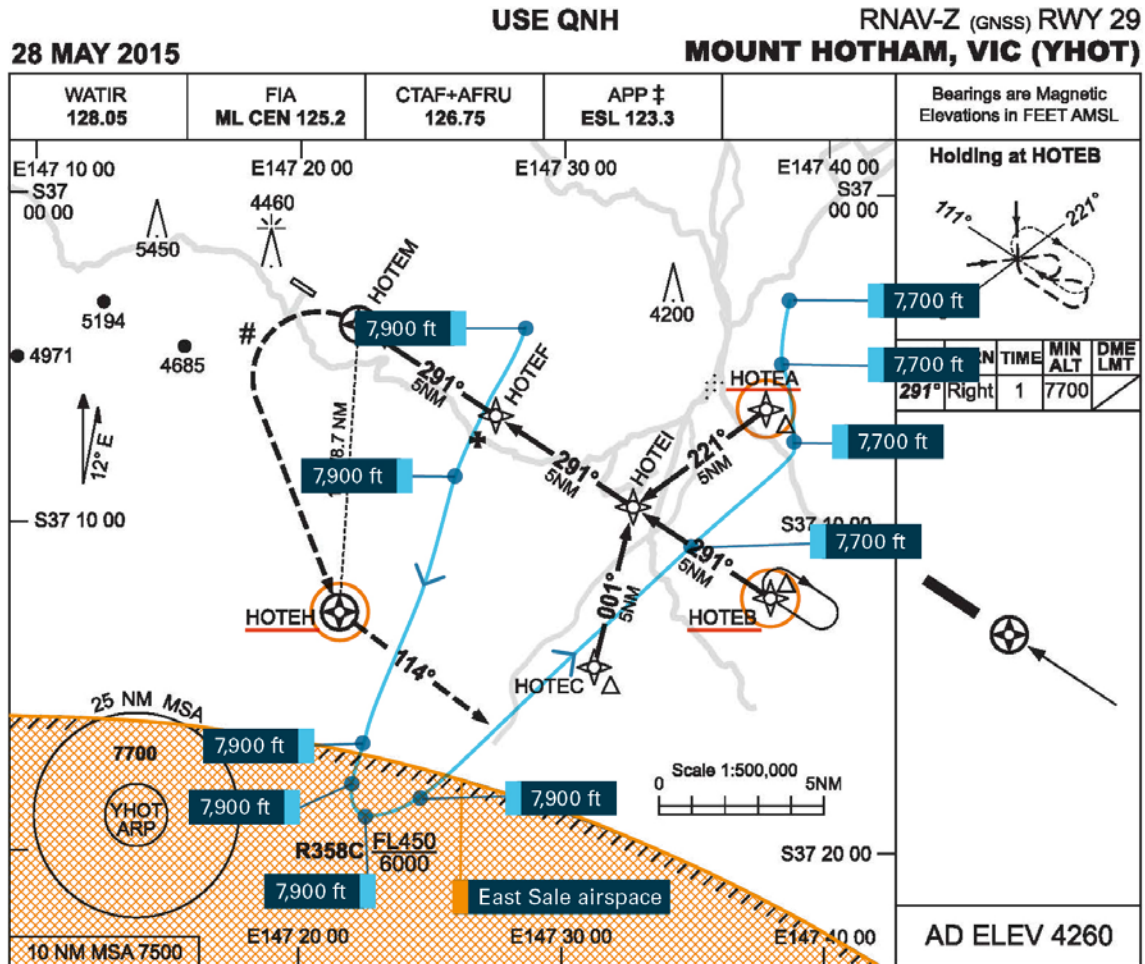 USE QNH
RNAV-Z (GNSS) RWY 29
28 MAY 2015
MOUNT HOTHAM, VIC (YHOT)
WATIR
128.05
FIA
ML CEN 125.2
CTAF+AFRU
126.75
APP ‡
ESL 123.3
Bearings are Magnetic
Elevations in FEET AMSL
E147 10 00
E147 20 00
E147 30 00
E147 40 00
S37
00 00
S37
00 00
Holding at HOTEB
111°
221°
5450
4460
4200
5194
4971
4685
#
HOTEM
7,900 ft
7,700 ft
7,700 ft
TIME
MIN
ALT
DME
LMT
291°
Right
1
7700
12° E
291°
5NM
HOTEF
HOTEA
7,700 ft
221°
5NM
HOTEI
291°
5NM
7,900 ft
8.7 NM
S37 10 00
S37 10 00
7,700 ft
291°
5NM
001°
5NM
HOTEH
HOTEB
114°
HOTEC
25 NM MSA
7700
YHOT
ARP
7,900 ft
7,900 ft
7,900 ft
Scale 1:500,000
0
5NM
R358C
FL450
6000
S37 20 00
7,900 ft
East Sale airspace
10 NM MSA 7500
E147 20 00
E147 30 00
E147 40 00
AD ELEV 4260